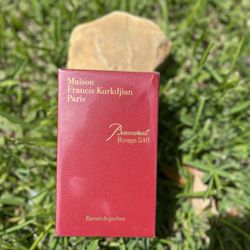 Maison
Francis Kurkdjian
Paris
Baccarat
Rouge 540
Extrait de parfum